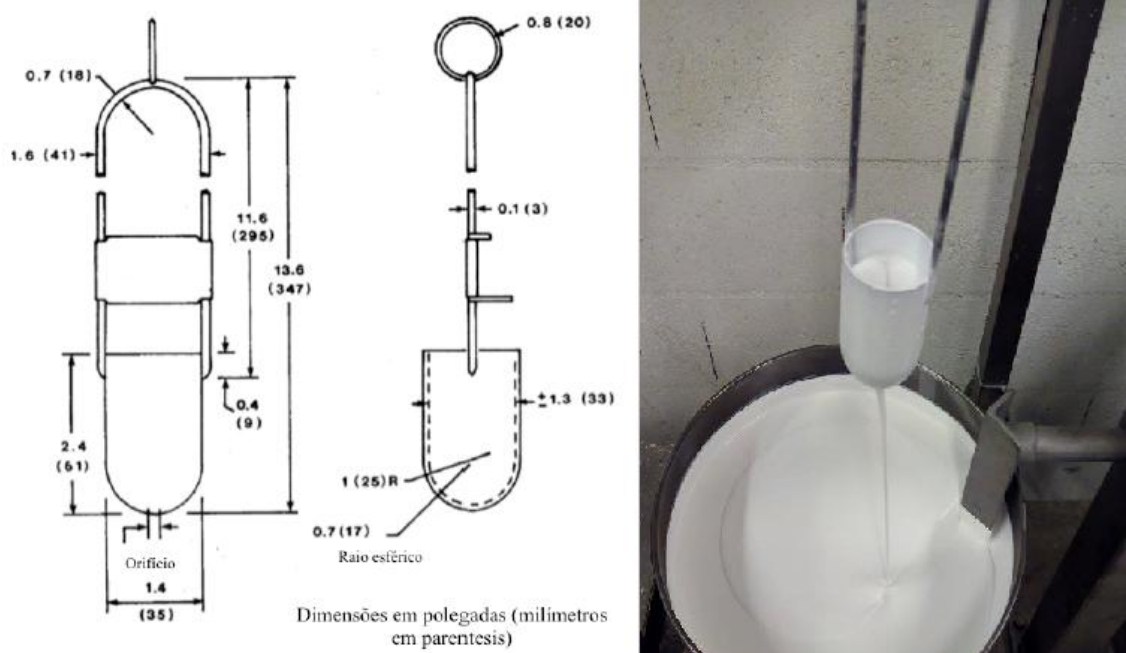 0.8 (20)
0.7 (18)
1.6 (41)
0.1 (3)
11.6
(295)
13.6
(347)
0.4
(9)
± 1.3 (33)
2.4
(61)
1 (25)R
0.7 (17)
Orifício
Raio esférico
1.4
(35)
Dimensões em polegadas (milímetros
em parentesis)